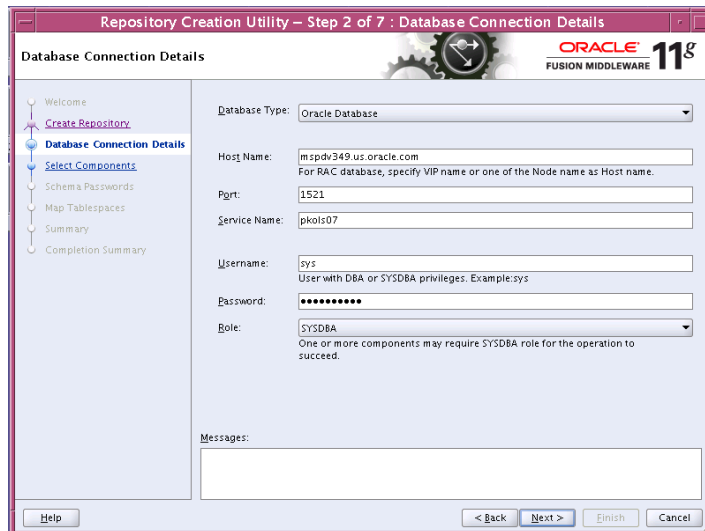 Repository Creation Utility – Step 2 of 7 : Database Connection Details
Database Connection Details
ORACLE
FUSION MIDDLEWARE 11g
Welcome
Create Repository
Database Connection Details
Select Components
Schema Passwords
Map Tablespaces
Summary
Completion Summary
Database Type: Oracle Database
Host Name: mspdv349.us.oracle.com
For RAC database, specify VIP name or one of the Node name as Host name.
Port: 1521
Service Name: pkols07
Username: sys
User with DBA or SYSDBA privileges. Example:sys
Password: ●●●●●●●●●●
Role: SYSDBA
One or more components may require SYSDBA role for the operation to
succeed.
Messages:
Help < Back Next > Finish Cancel